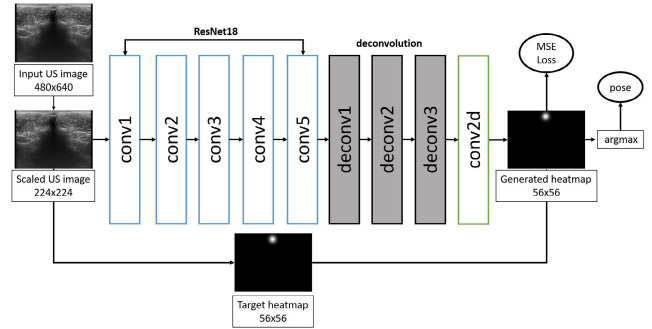 Input US image
480x640
Scaled US image
224x224
ResNet18
conv1
conv2
conv3
conv4
conv5
deconvolution
deconv1
deconv2
deconv3
conv2d
MSE
Loss
pose
argmax
Generated heatmap
56x56
Target heatmap
56x56